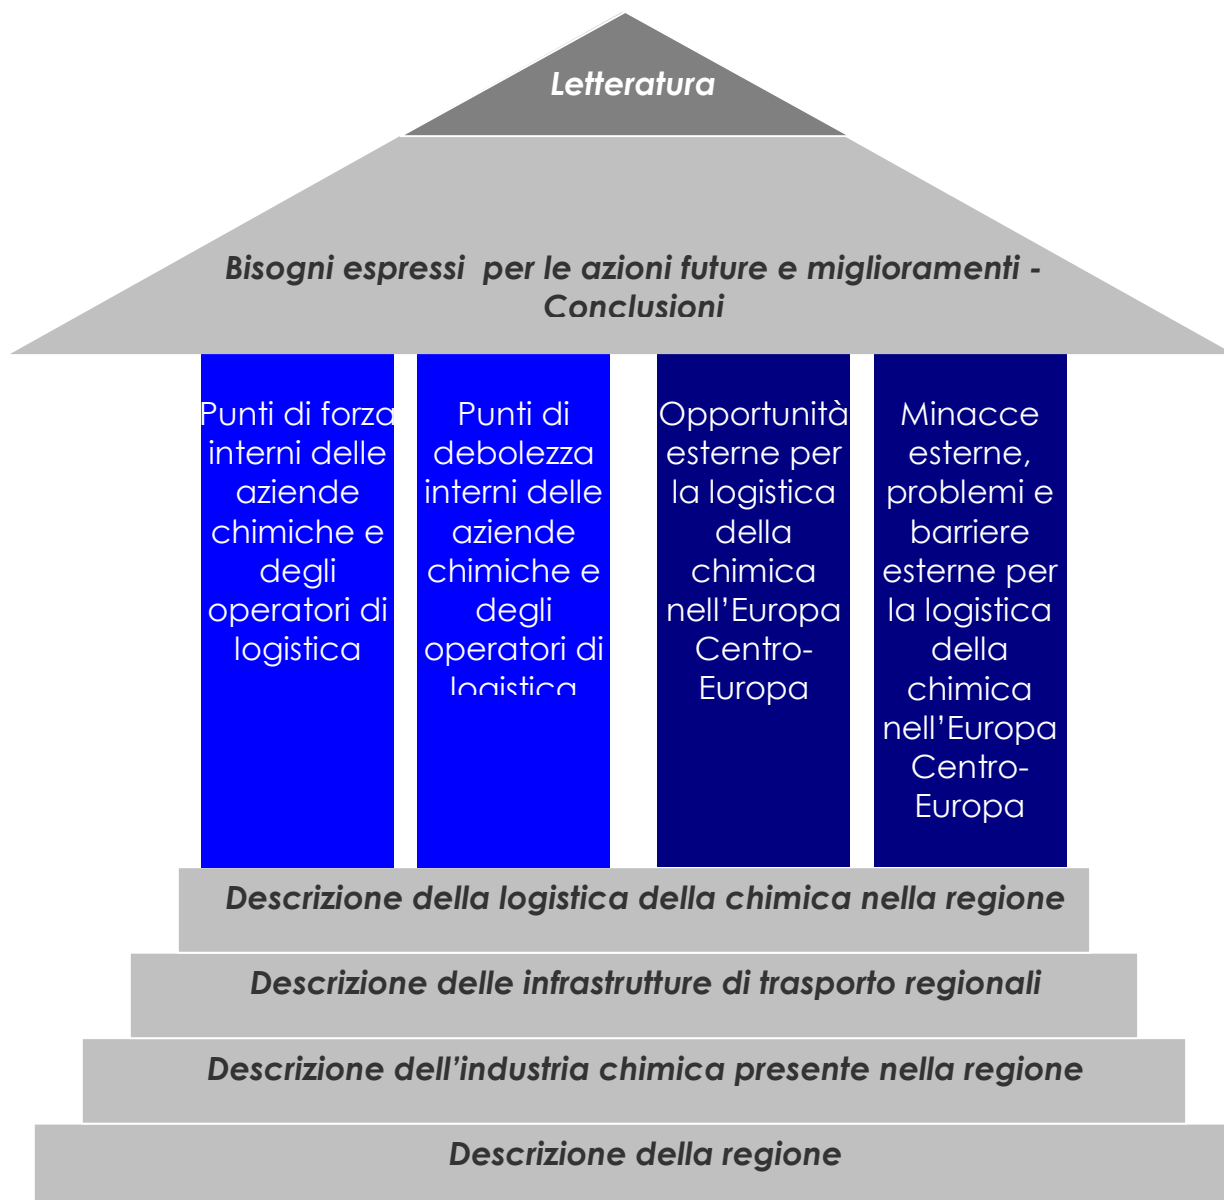 Letteratura
Bisogni espressi  per le azioni future e miglioramenti -
Conclusioni
Punti di forza
interni delle
aziende
chimiche e
degli
operatori di
logistica
Punti di
debolezza
interni delle
aziende
chimiche e
degli
operatori di
logistica
Opportunità
esterne per
la logistica
della
chimica
nell’Europa
Centro-
Europa
Minacce
esterne,
problemi e
barriere
esterne per
la logistica
della
chimica
nell’Europa
Centro-
Europa
Descrizione della logistica della chimica nella regione
Descrizione delle infrastrutture di trasporto regionali
Descrizione dell’industria chimica presente nella regione
Descrizione della regione